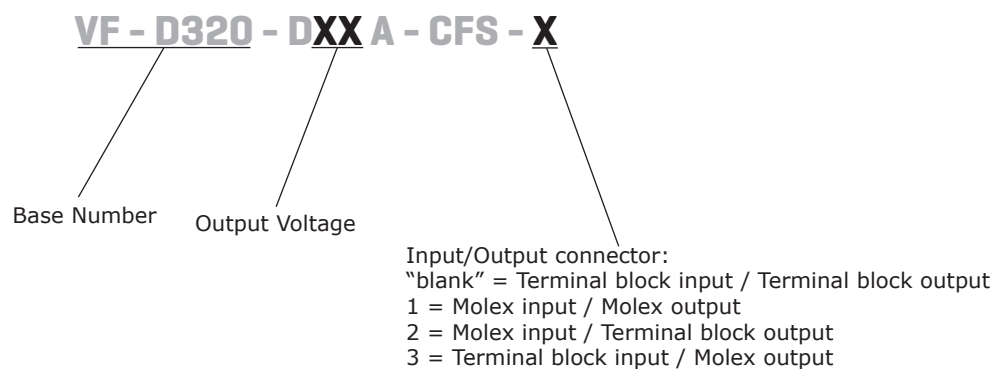 VF - D320 - DXX A - CFS - X
Base Number
Output Voltage
Input/Output connector:
“blank” = Terminal block input / Terminal block output
1 = Molex input / Molex output
2 = Molex input / Terminal block output
3 = Terminal block input / Molex output